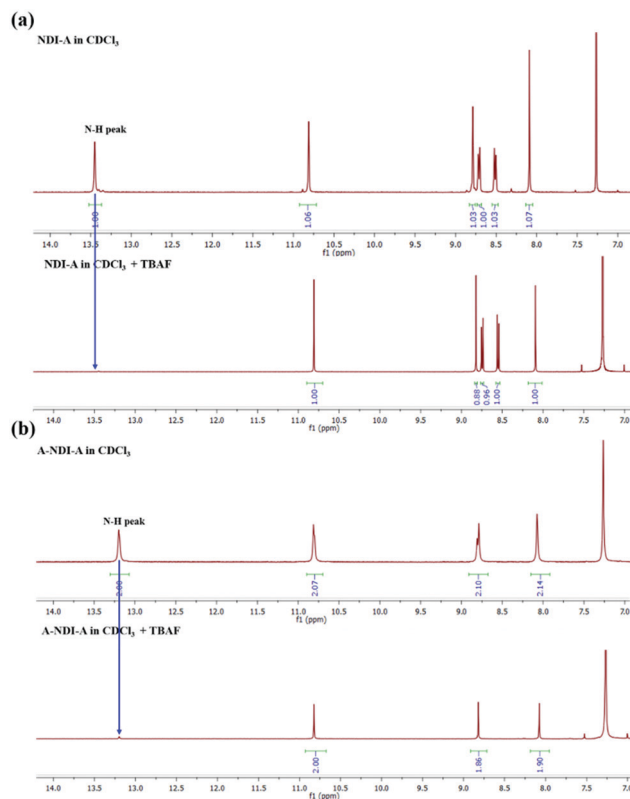 (a)
NDI-A in CDCl3
N-H peak
1.00
1.06
1.03
1.00
1.03
1.07
14.0 13.5 13.0 12.5 12.0 11.5 11.0 10.5 10.0 9.5 9.0 8.5 8.0 7.5 7.0
f1 (ppm)
NDI-A in CDCl3 + TBAF
1.00
0.88
0.96
1.00
1.00
14.0 13.5 13.0 12.5 12.0 11.5 11.0 10.5 10.0 9.5 9.0 8.5 8.0 7.5 7.0
f1 (ppm)
(b)
A-NDI-A in CDCl3
N-H peak
2.00
2.07
2.10
2.14
14.0 13.5 13.0 12.5 12.0 11.5 11.0 10.5 10.0 9.5 9.0 8.5 8.0 7.5 7.0
f1 (ppm)
A-NDI-A in CDCl3 + TBAF
2.00
1.86
1.90
14.0 13.5 13.0 12.5 12.0 11.5 11.0 10.5 10.0 9.5 9.0 8.5 8.0 7.5 7.0
f1 (ppm)